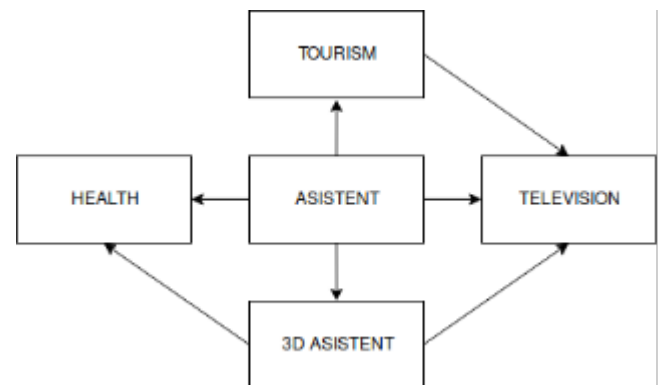 TOURISM
HEALTH
ASISTENT
TELEVISION
3D ASISTENT